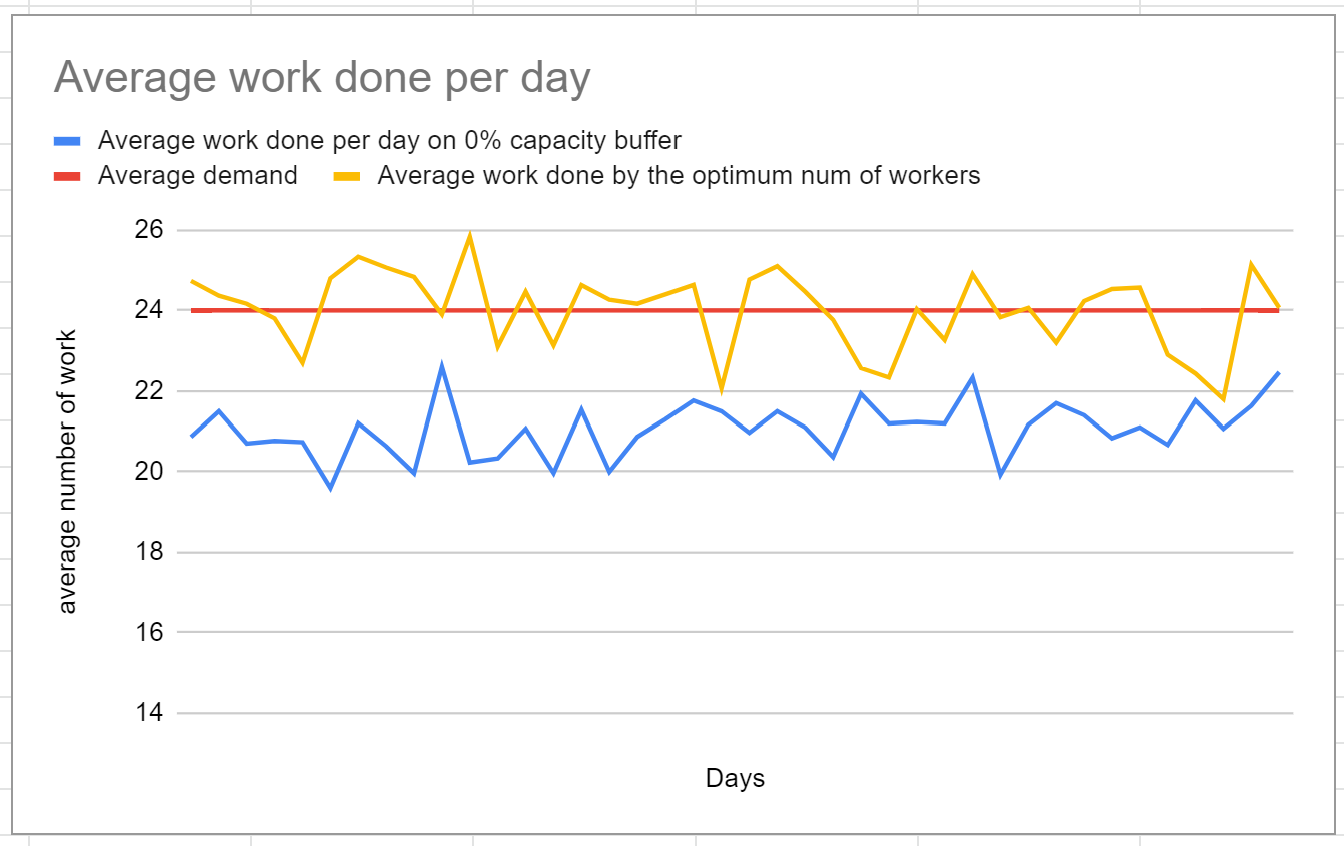 Average work done per day
Average work done per day on 0% capacity buffer
Average demand
Average work done by the optimum num of workers
26
24
22
20
18
16
14
average number of work
Days